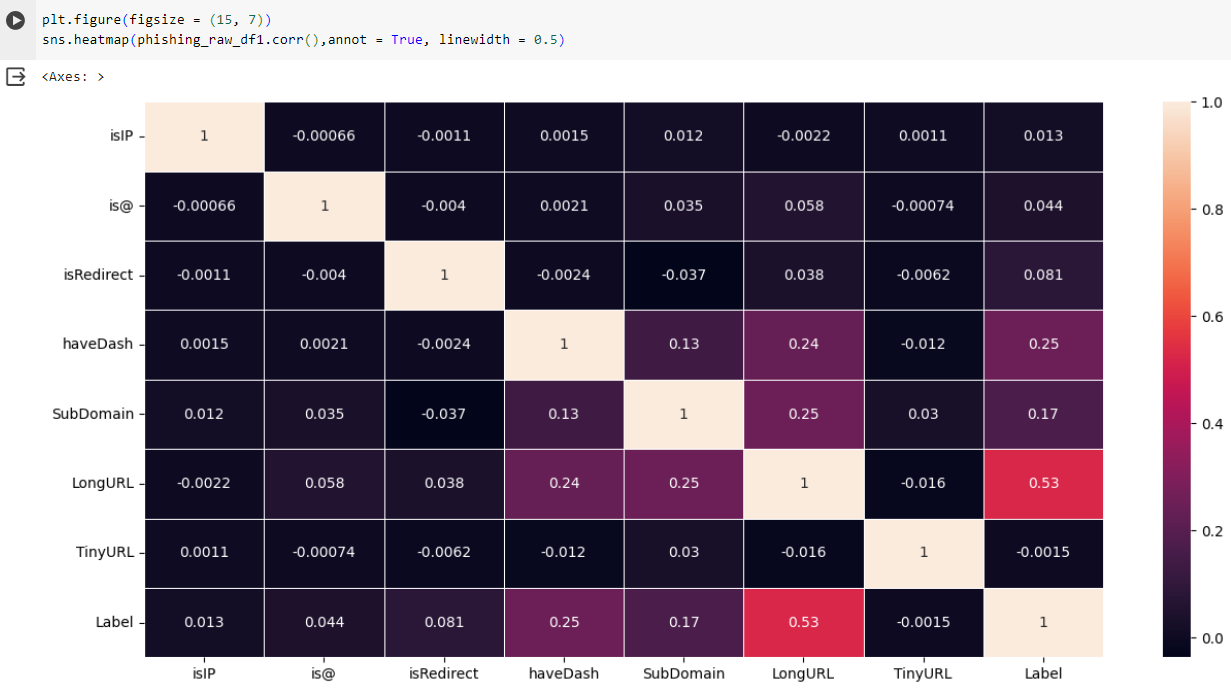 plt.figure(figsize = (15, 7))
sns.heatmap(phishing_raw_df1.corr(),annot = True, linewidth = 0.5)
<Axes: >
isIP 1 -0.00066 -0.0011 0.0015 0.012 -0.0022 0.0011 0.013
is@ -0.00066 1 -0.004 0.0021 0.035 0.058 -0.00074 0.044
isRedirect -0.0011 -0.004 1 -0.0024 -0.037 0.038 -0.0062 0.081
haveDash 0.0015 0.0021 -0.0024 1 0.13 0.24 -0.012 0.25
SubDomain 0.012 0.035 -0.037 0.13 1 0.25 0.03 0.17
LongURL -0.0022 0.058 0.038 0.24 0.25 1 -0.016 0.53
TinyURL 0.0011 -0.00074 -0.0062 -0.012 0.03 -0.016 1 -0.0015
Label 0.013 0.044 0.081 0.25 0.17 0.53 -0.0015 1
isIP is@ isRedirect haveDash SubDomain LongURL TinyURL Label
1.0
0.8
0.6
0.4
0.2
0.0